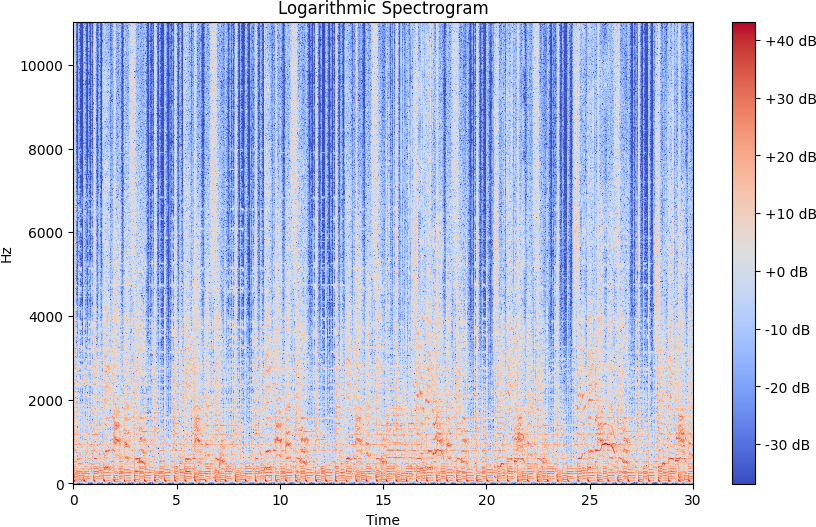 Logarithmic Spectrogram
Hz
10000
8000
6000
4000
2000
0
0 5 10 15 20 25 30
Time
+40 dB
+30 dB
+20 dB
+10 dB
+0 dB
-10 dB
-20 dB
-30 dB